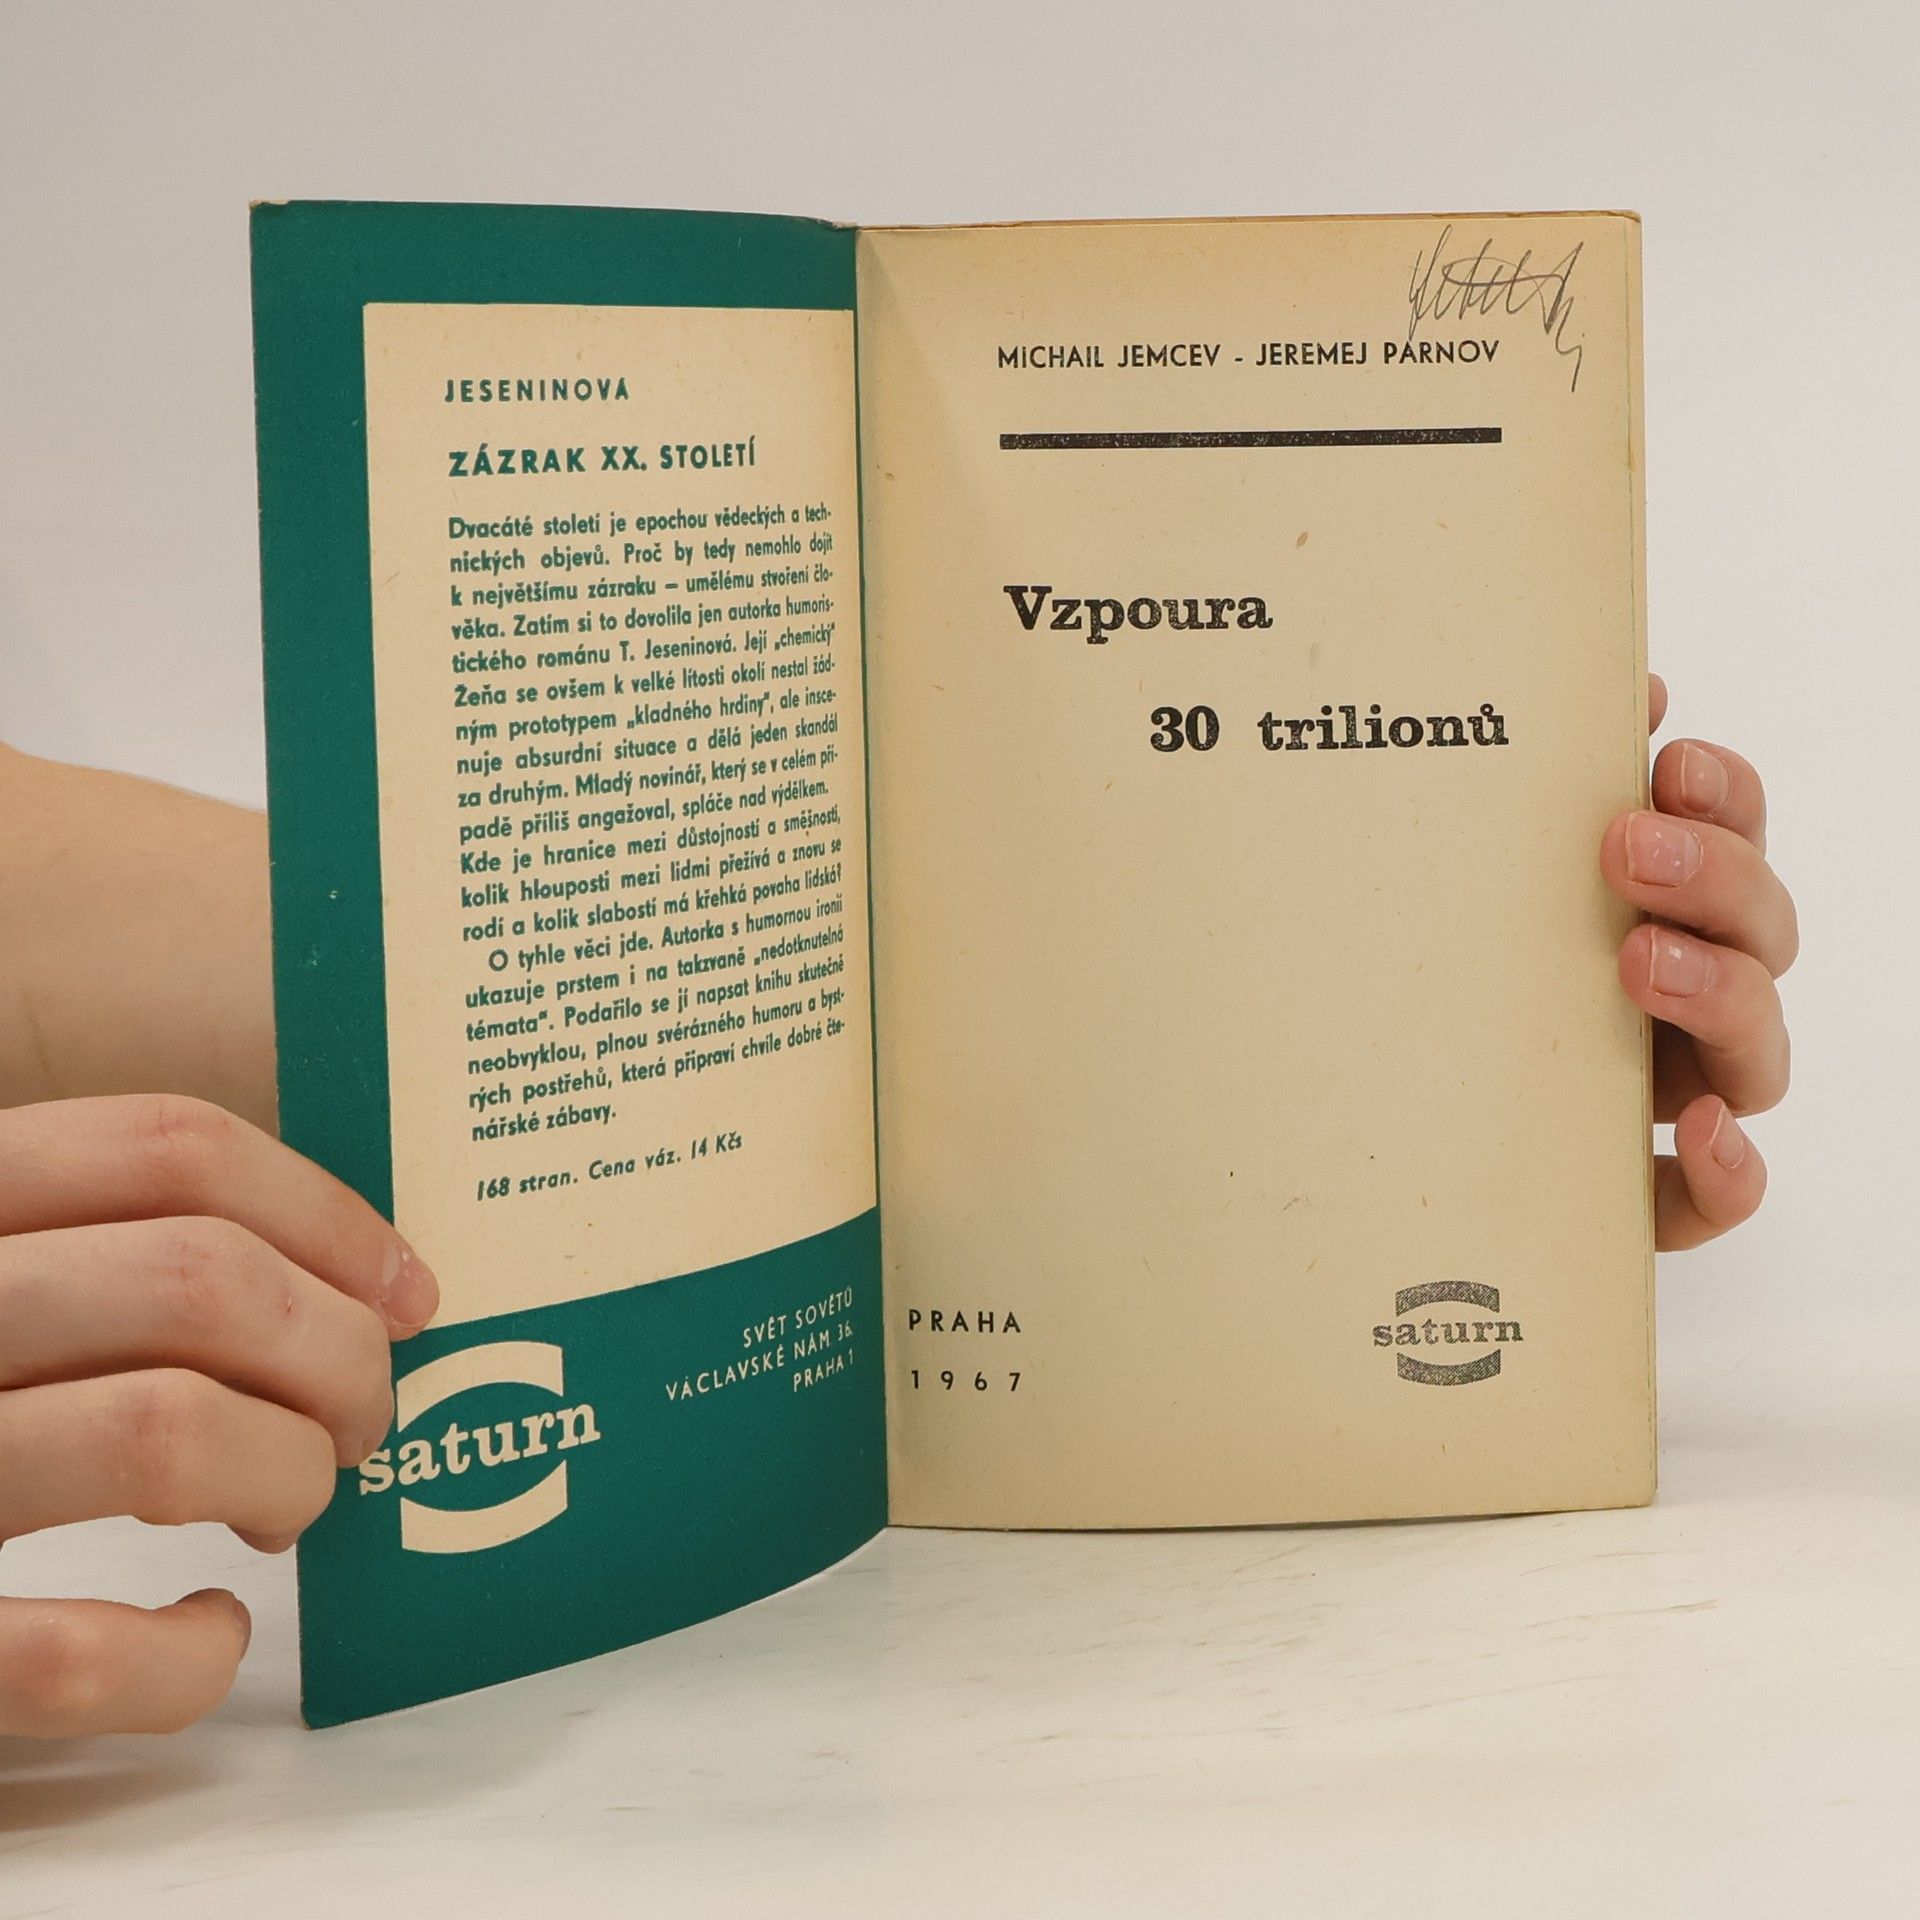 JESENINOVÁ
ZÁZRAK XX. STOLETÍ
Dvacáté století je epochou vědeckých a tech-
nických objevů. Proč by tedy nemohlo dojít
k největšímu zázraku – umělému stvoření člo-
věka. Zatím si to dovolila jen autorka humoris-
tického románu T. Jeseninová. Její „chemický"
Žeňa se ovšem k velké lítosti okolí nestal žád-
ným prototypem „kladného hrdiny", ale insce-
nuje absurdní situace a dělá jeden skandál
za druhým. Mladý novinář, který se v celém pří-
padě příliš angažoval, spláče nad výdělkem.
Kde je hranice mezi důstojností a směšností,
kolik hlouposti mezi lidmi přežívá a znovu se
rodí a kolik slabostí má křehká povaha lidská?
O tyhle věci jde. Autorka s humornou ironií
ukazuje prstem i na takzvaně „nedotknutelná
témata". Podařilo se jí napsat knihu skutečně
neobvyklou, plnou svérázného humoru a byst-
rých postřehů, která připraví chvíle dobré čte-
nářské zábavy.
168 stran. Cena váz. 14 Kčs
SVĚT SOVĚTŮ
VÁCLAVSKÉ NÁM. 36.
PRAHA 1
saturn
MICHAIL JEMCEV - JEREMEJ PARNOV
Vzpoura
30 trilionů
PRAHA
1967
saturn